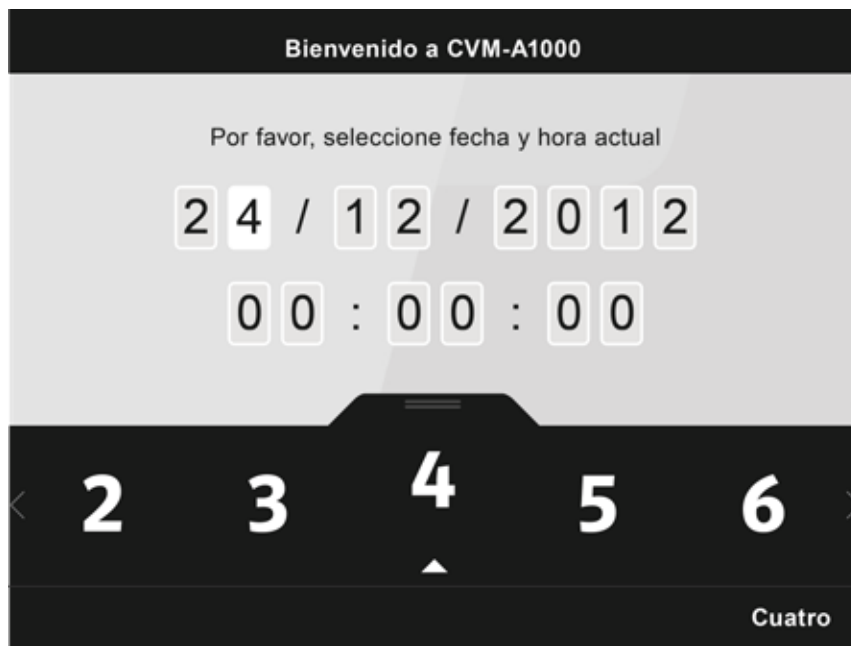 Bienvenido a CVM-A1000
Por favor, seleccione fecha y hora actual
24/12/2012
00:00:00
2 3 4 5 6
Cuatro